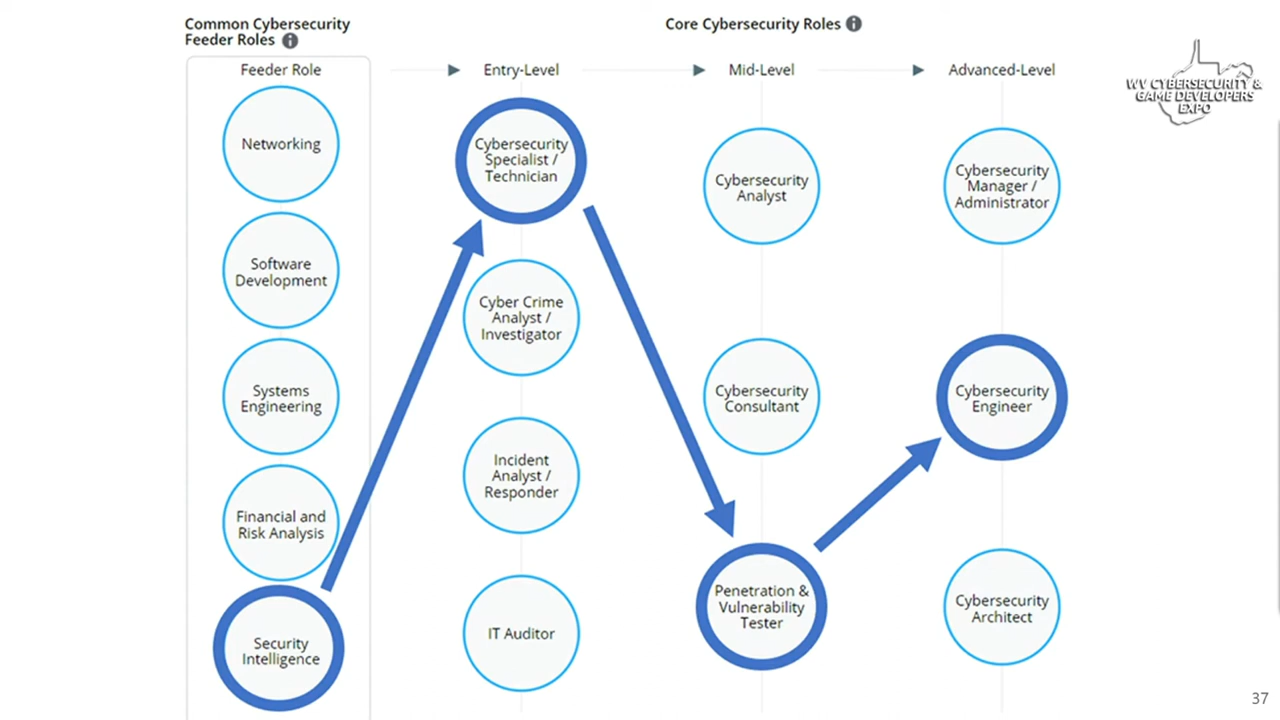 Common Cybersecurity
Feeder Roles
Core Cybersecurity Roles
Feeder Role
Entry-Level
Mid-Level
Advanced-Level
WV CYBERSECURITY &
GAME DEVELOPERS
EXPO
Networking
Software
Development
Systems
Engineering
Financial and
Risk Analysis
Security
Intelligence
Cybersecurity
Specialist /
Technician
Cyber Crime
Analyst /
Investigator
Incident
Analyst /
Responder
IT Auditor
Cybersecurity
Analyst
Cybersecurity
Consultant
Penetration &
Vulnerability
Tester
Cybersecurity
Manager /
Administrator
Cybersecurity
Engineer
Cybersecurity
Architect
37